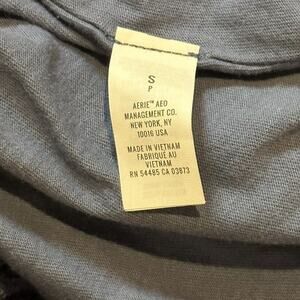 S
P
AERIE™ AEO
MANAGEMENT CO.
NEW YORK, NY
10016 USA
MADE IN VIETNAM
FABRIQUÉ AU
VIETNAM
RN 54485 CA 03873